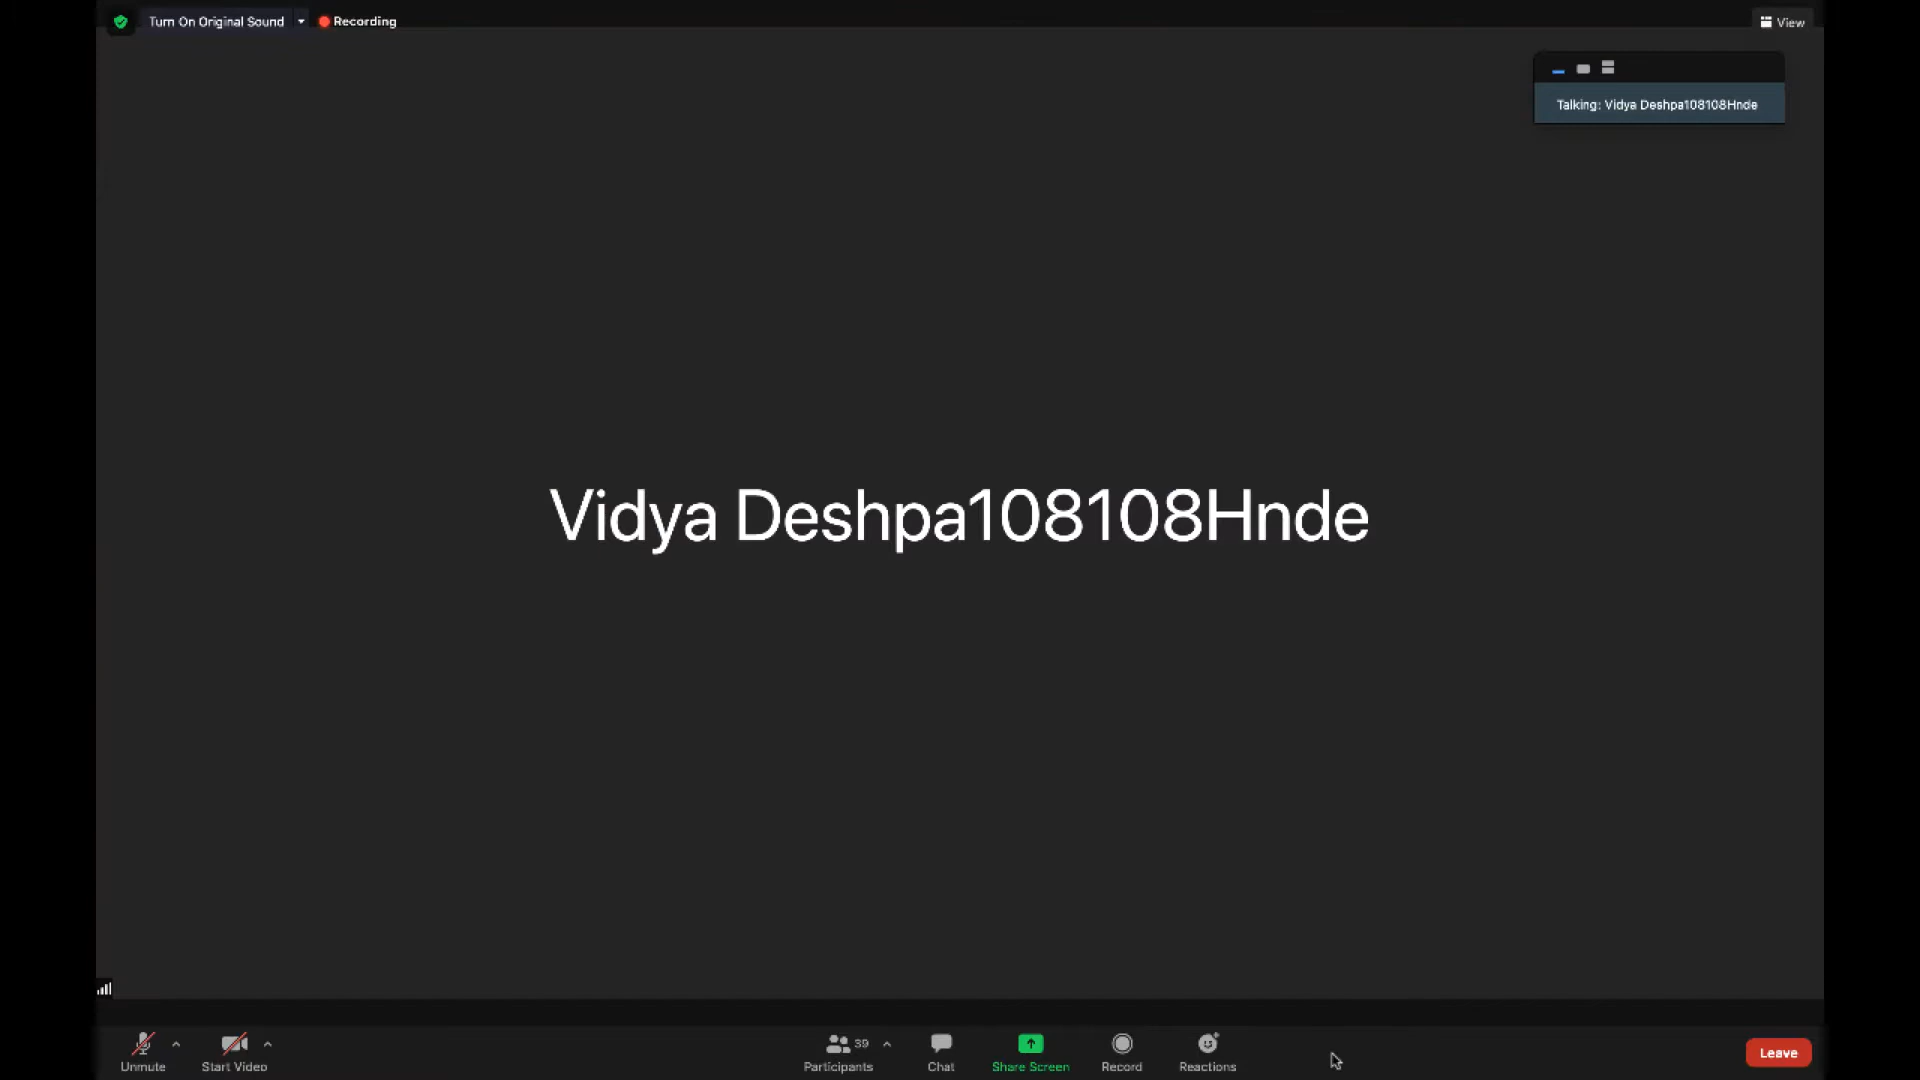 Turn On Original Sound
Recording
View
Talking: Vidya Deshpa108108Hnde
Vidya Deshpa108108Hnde
Unmute
Start Video
39
Participants
Chat
Share Screen
Record
Reactions
Leave